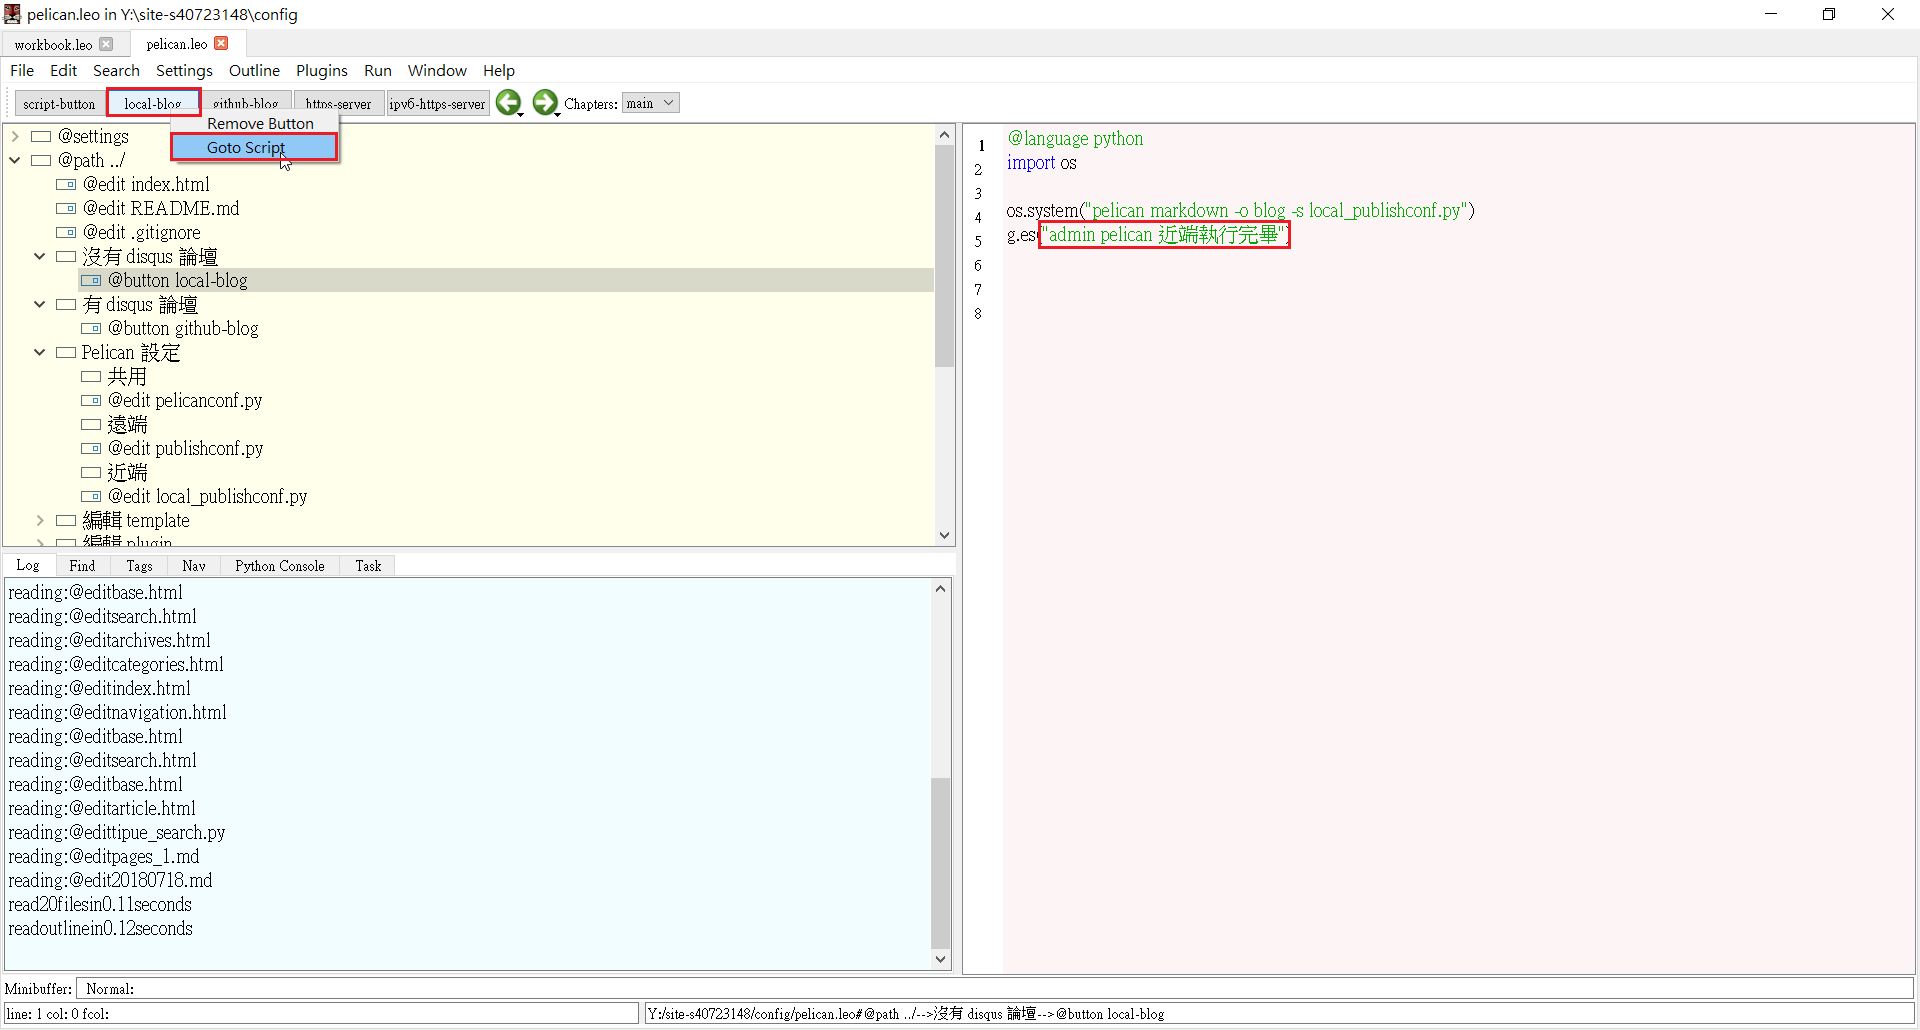 pelican.leo in Y:\site-s40723148\config
workbook.leo
pelican.leo
File Edit Search Settings Outline Plugins Run Window Help
script-button local-blog github-blog https-server ipv6-https-server Chapters: main
Remove Button
Goto Script
@settings
@path ../
@edit index.html
@edit README.md
@edit .gitignore
沒有 disqus 論壇
@button local-blog
有 disqus 論壇
@button github-blog
Pelican 設定
共用
@edit pelicanconf.py
遠端
@edit publishconf.py
近端
@edit local_publishconf.py
編輯 template
編輯 plugin
1 @language python
2 import os
3
4 os.system("pelican markdown -o blog -s local_publishconf.py")
5 g.es("admin pelican 近端執行完畢")
6
7
8
Log Find Tags Nav Python Console Task
reading:@editbase.html
reading:@editsearch.html
reading:@editarchives.html
reading:@editcategories.html
reading:@editindex.html
reading:@editnavigation.html
reading:@editbase.html
reading:@editsearch.html
reading:@editbase.html
reading:@editarticle.html
reading:@edittipue_search.py
reading:@editpages_1.md
reading:@edit20180718.md
read20filesin0.11seconds
readoutlinein0.12seconds
Minibuffer: Normal:
line: 1 col: 0 fcol:
Y:/site-s40723148/config/pelican.leo#@path ../-->沒有 disqus 論壇-->@button local-blog